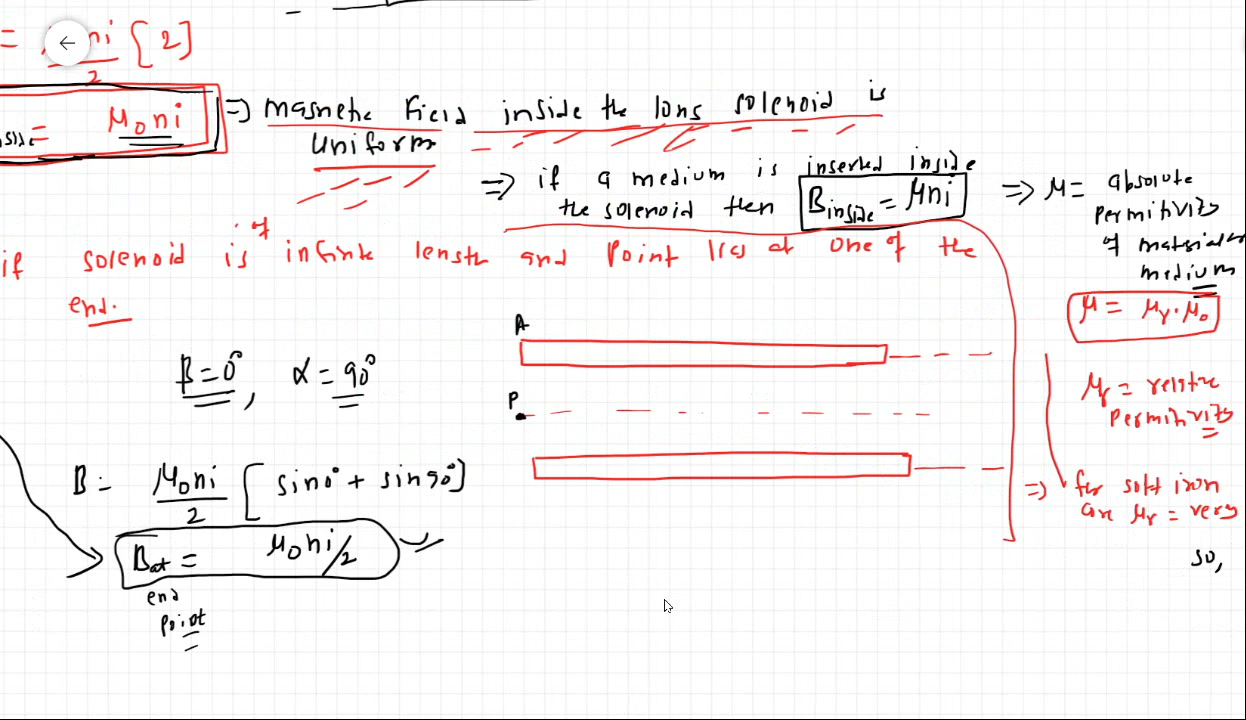 = μ₀ni/2 {2]
= μ₀ni
⇒ magnetic Field inside the long solenoid is
Uniform
⇒ if a medium is inserted inside
the solenoid then B inside = μni
⇒ μ = absolute
permitivity
of material
medium
μ = μr·μ₀
μr = relative
permitivity
⇒ for soft iron
μr = very
so,
if solenoid is of infinite length and point lies at one of the
end.
β = 0°, α = 90°
A
P
B = μ₀ni/2 [sin0° + sin90°]
B at = μ₀ni/2
end
point